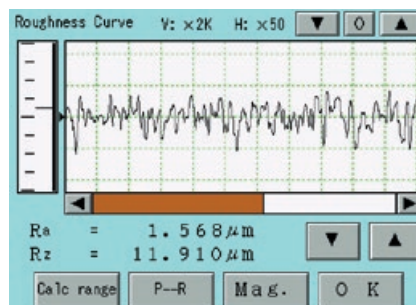 Roughness Curve V: ×2K H: ×50 ▼ O ▲
Ra = 1.568μm
Rz = 11.910μm
Calc range P--R Mag. O K